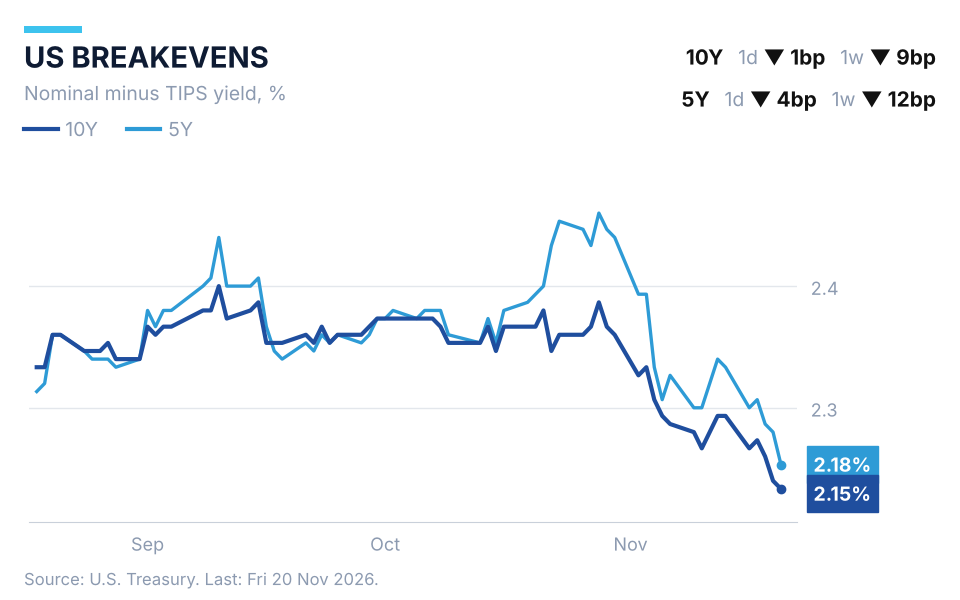 US BREAKEVENS
Nominal minus TIPS yield, %
10Y 5Y
10Y 1d ▼ 1bp 1w ▼ 9bp
5Y 1d ▼ 4bp 1w ▼ 12bp
2.4
2.3
2.18%
2.15%
Sep Oct Nov
Source: U.S. Treasury. Last: Fri 20 Nov 2026.